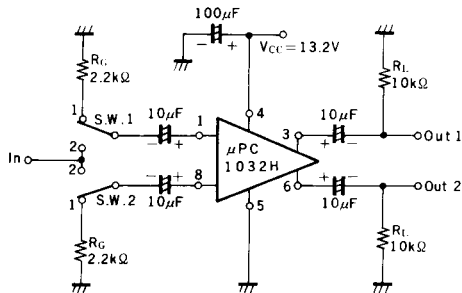 100μF
− +
VCC=13.2V
RG
2.2kΩ
RL
10kΩ
1 S.W.1
10μF
− +
1
4
3
10μF
+ −
Out 1
In
2
2
μPC
1032H
1 S.W.2
− +
10μF
8
5
6
+ −
10μF
Out 2
RG
2.2kΩ
RL
10kΩ